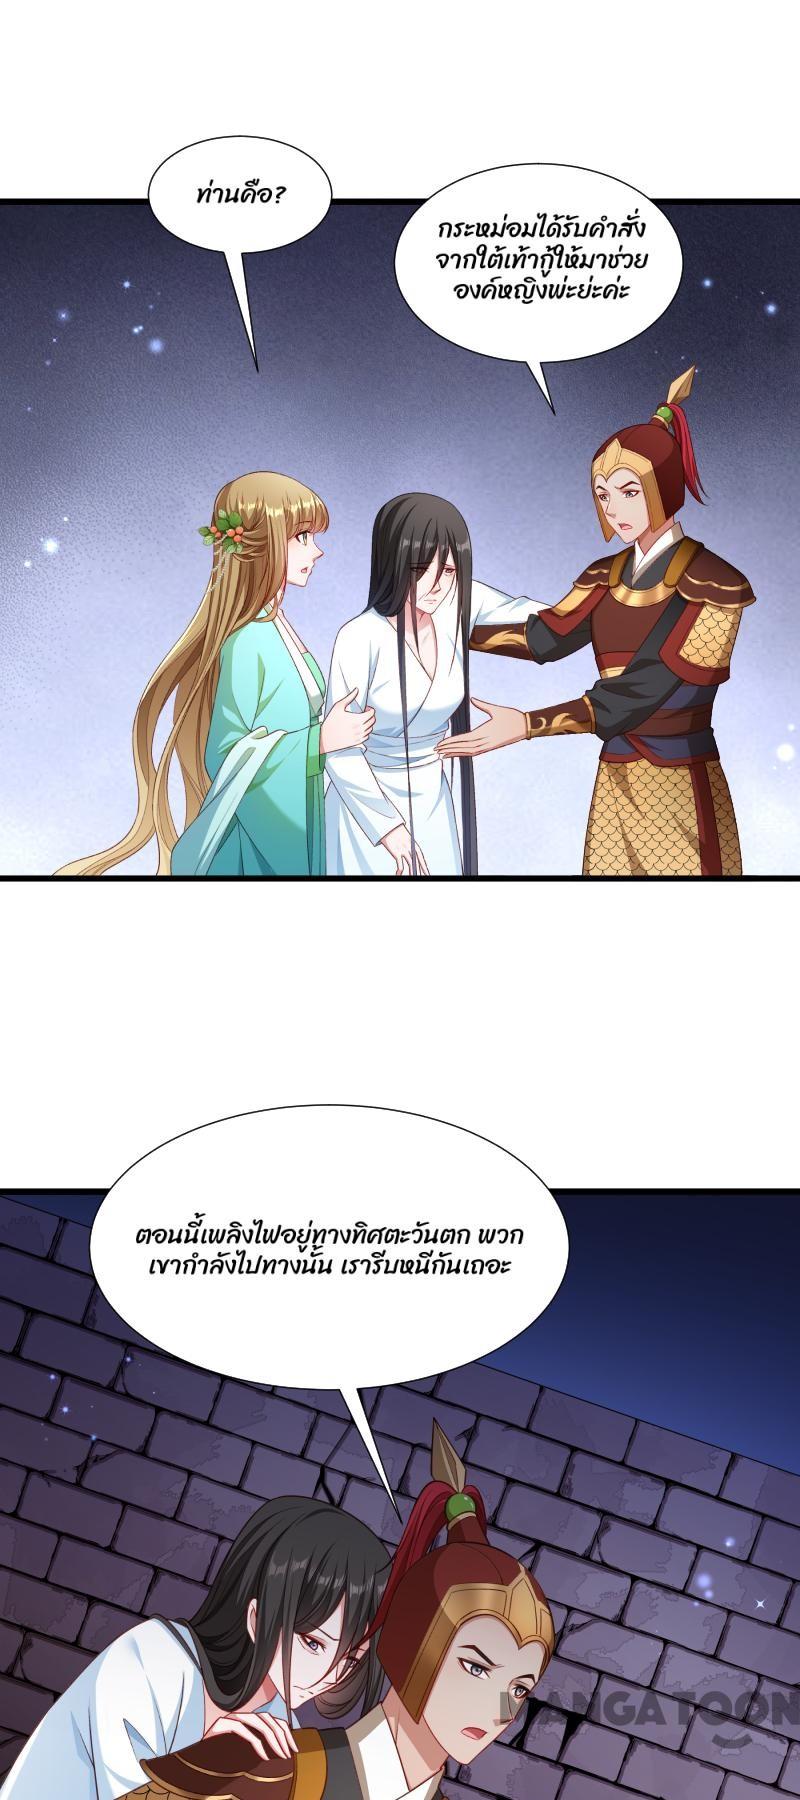 ท่านคือ?
กระหม่อมได้รับคำสั่ง
จากใต้เท้ากู้ให้มาช่วย
องค์หญิงพ่ะย่ะค่ะ
ตอนนี้เพลิงไฟอยู่ทางทิศตะวันตก พวก
เขากำลังไปทางนั้น เรารีบหนีกันเถอะ
MANGA TOON